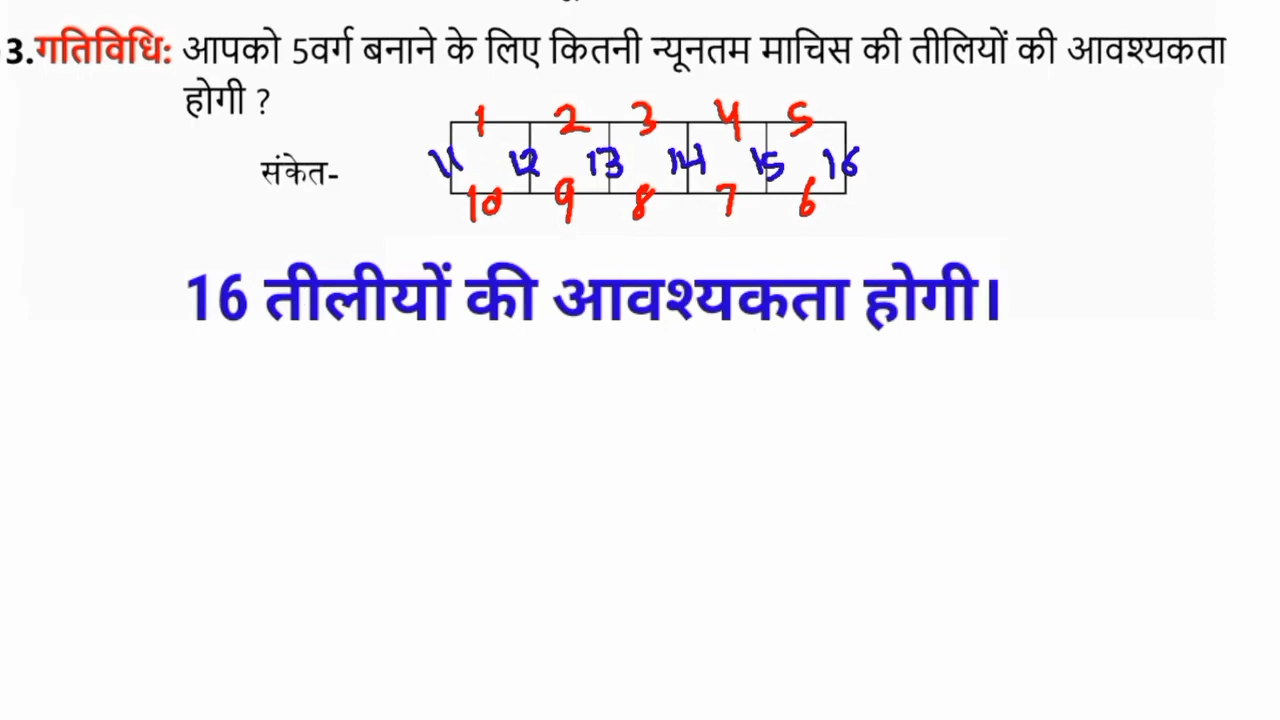 3.गतिविधि: आपको 5वर्ग बनाने के लिए कितनी न्यूनतम माचिस की तीलियों की आवश्यकता
होगी ?
1 2 3 4 5
संकेत- 11 12 13 14 15 16
10 9 8 7 6
16 तीलीयों की आवश्यकता होगी।